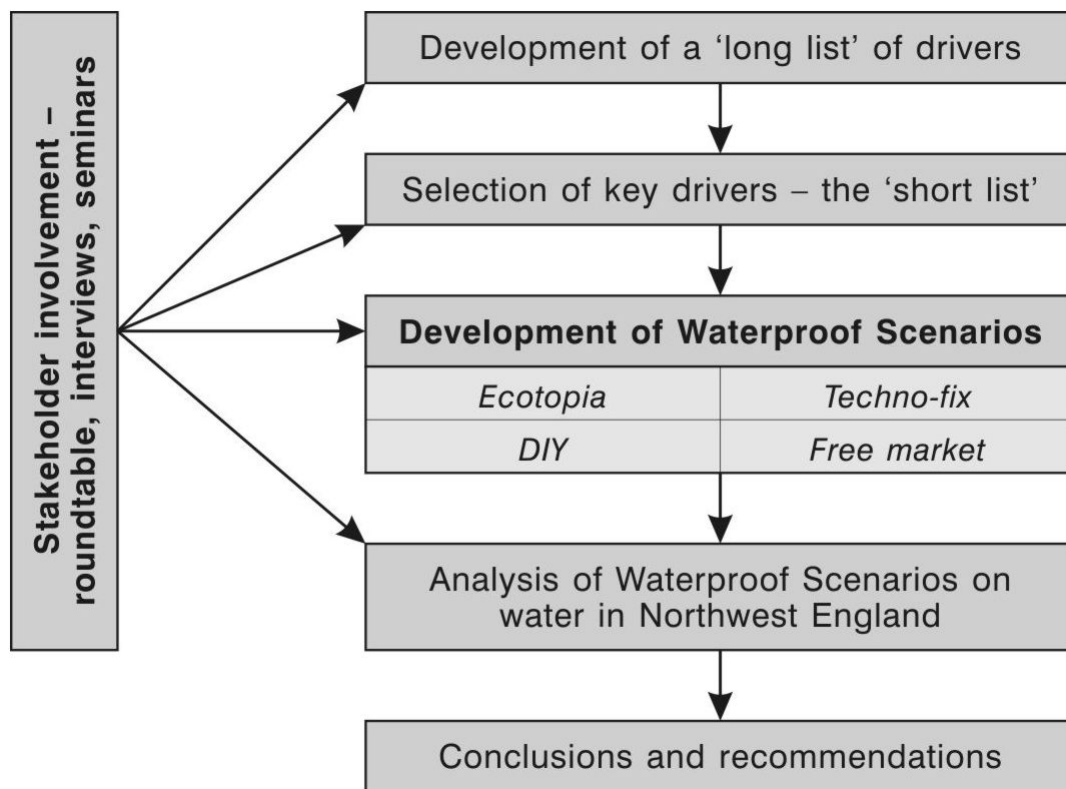 Stakeholder involvement –
roundtable, interviews, seminars
Development of a ‘long list’ of drivers
Selection of key drivers – the ‘short list’
Development of Waterproof Scenarios
Ecotopia
Techno-fix
DIY
Free market
Analysis of Waterproof Scenarios on
water in Northwest England
Conclusions and recommendations